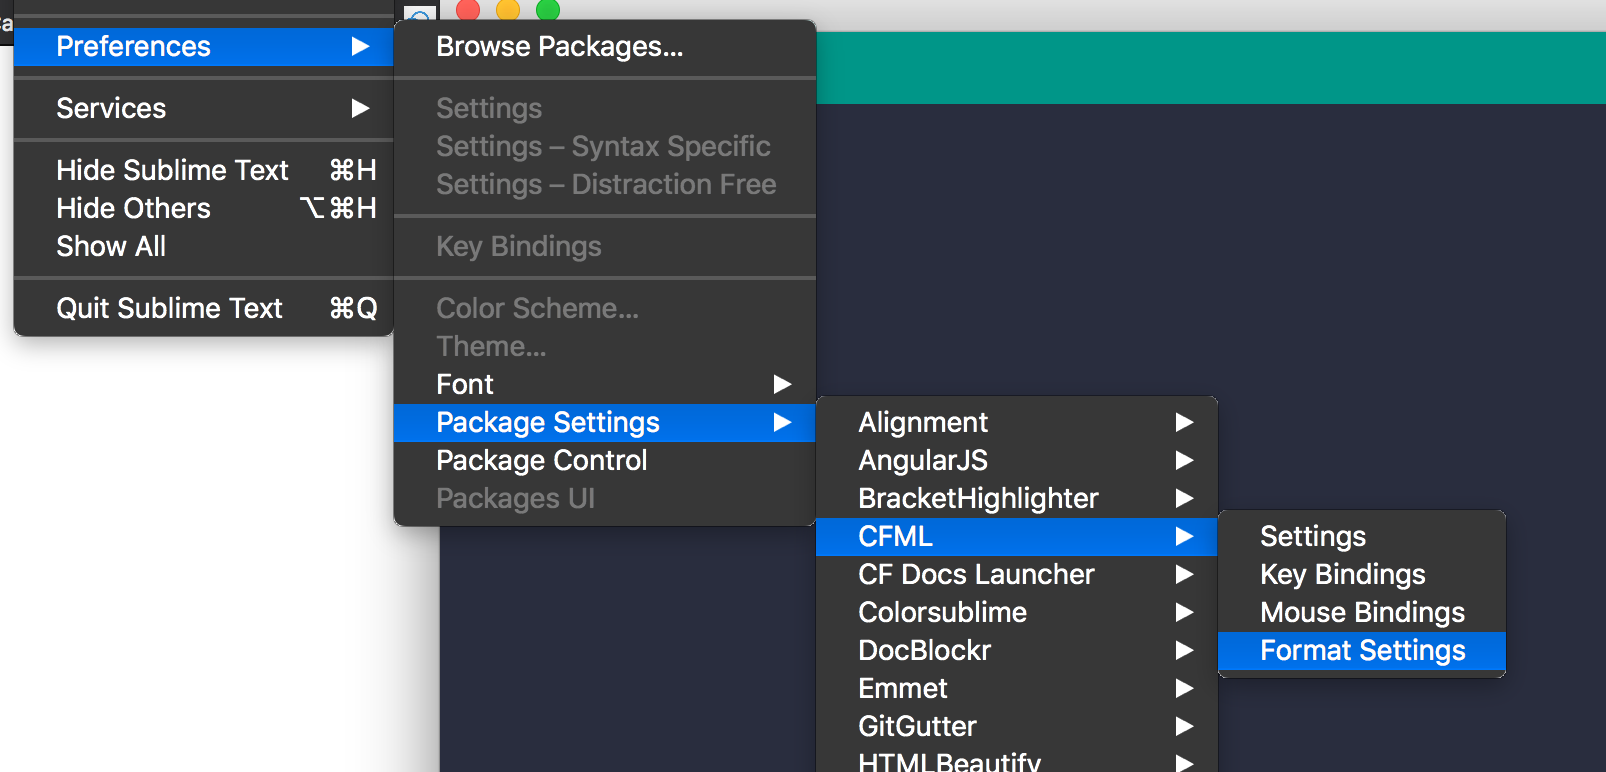 Preferences
Services
Hide Sublime Text ⌘H
Hide Others ⌥⌘H
Show All
Quit Sublime Text ⌘Q
Browse Packages...
Settings
Settings – Syntax Specific
Settings – Distraction Free
Key Bindings
Color Scheme...
Theme...
Font
Package Settings
Package Control
Packages UI
Alignment
AngularJS
BracketHighlighter
CFML
CF Docs Launcher
Colorsublime
DocBlockr
Emmet
GitGutter
HTMLBeautify
Settings
Key Bindings
Mouse Bindings
Format Settings